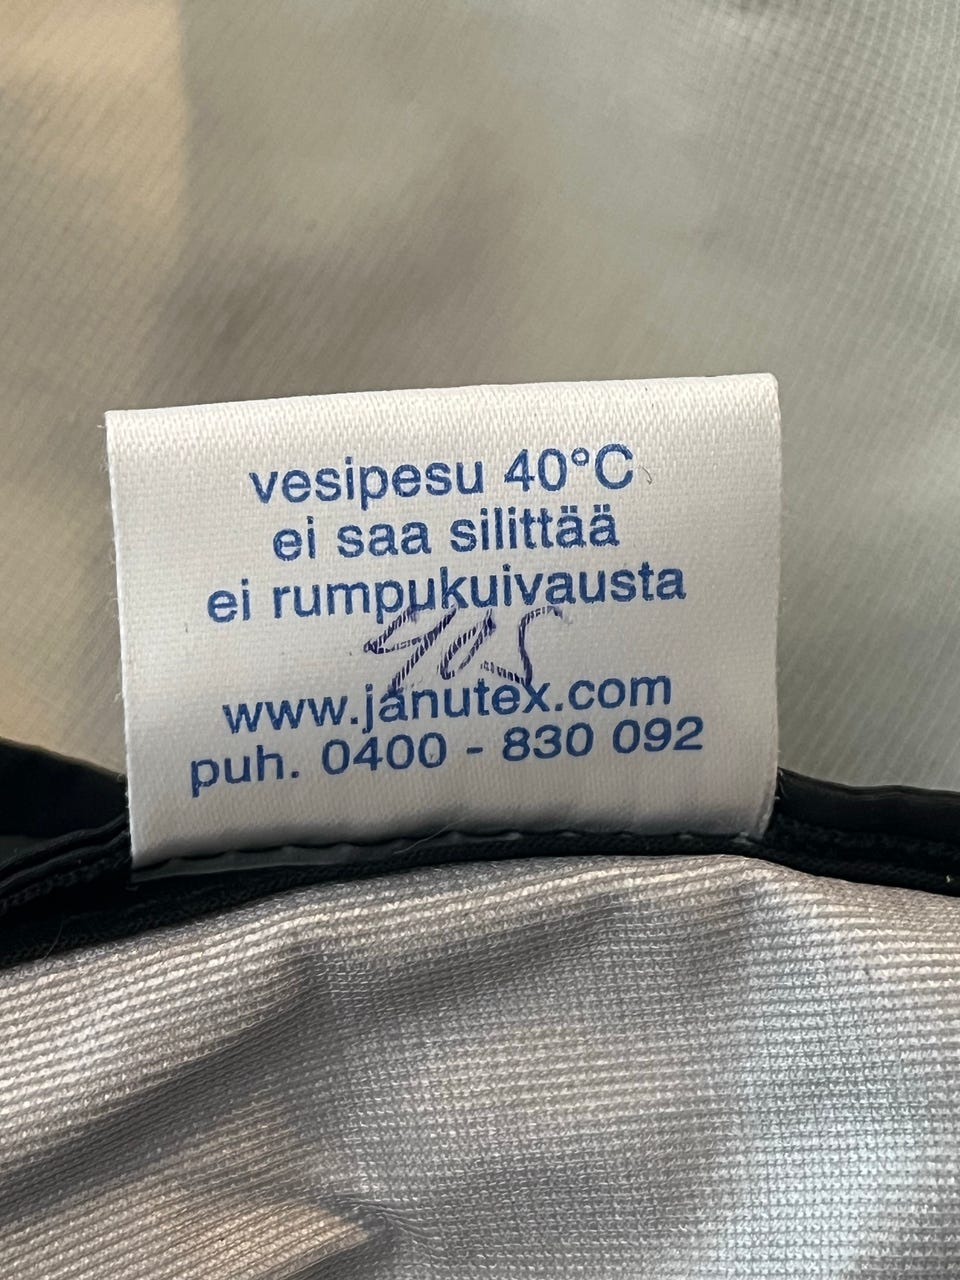 vesipesu 40°C
ei saa silittää
ei rumpukuivausta
www.janutex.com
puh. 0400 - 830 092